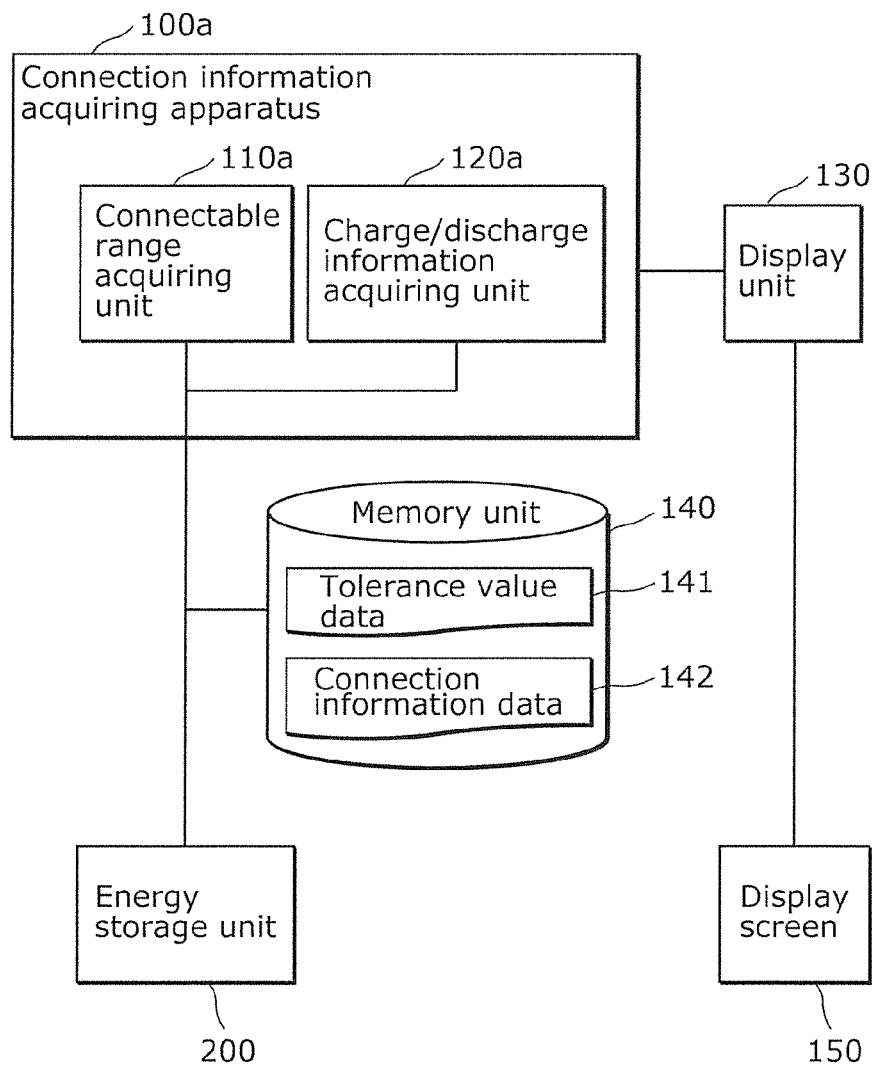 100a
Connection information
acquiring apparatus
110a
120a
130
Connectable
range
acquiring
unit
Charge/discharge
information
acquiring unit
Display
unit
Memory unit
140
Tolerance value
data
141
Connection
information data
142
Energy
storage unit
Display
screen
200
150